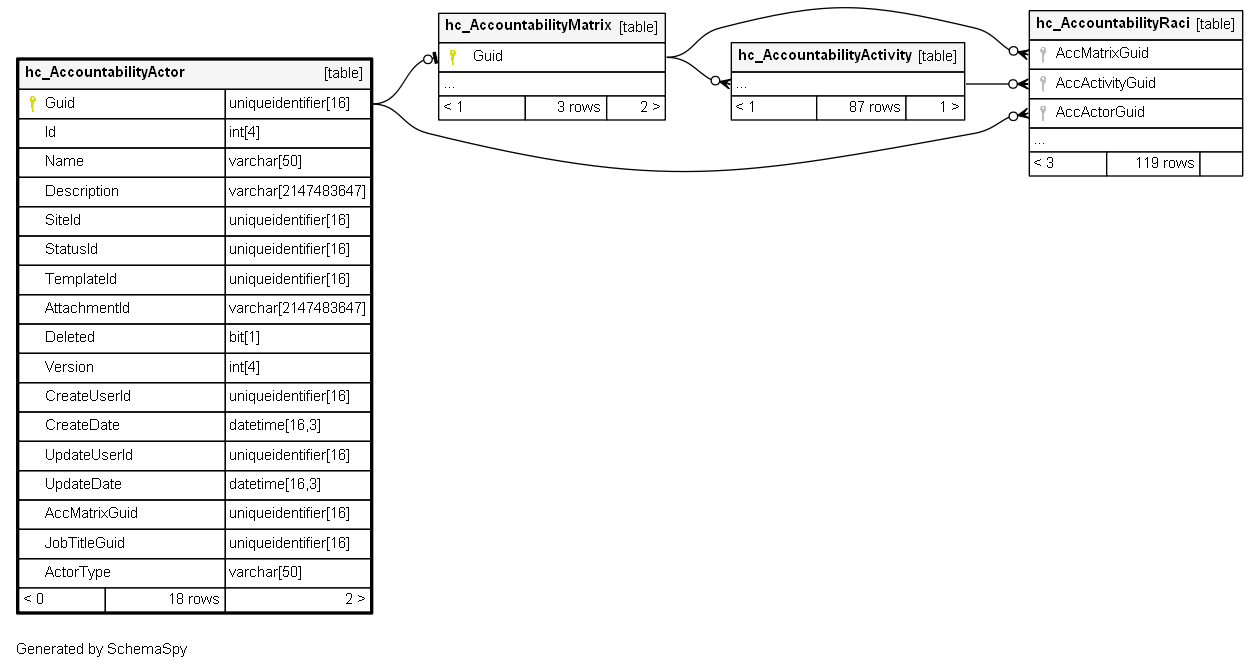 hc_AccountabilityActor [table]
Guid uniqueidentifier[16]
Id int[4]
Name varchar[50]
Description varchar[2147483647]
SiteId uniqueidentifier[16]
StatusId uniqueidentifier[16]
TemplateId uniqueidentifier[16]
AttachmentId varchar[2147483647]
Deleted bit[1]
Version int[4]
CreateUserId uniqueidentifier[16]
CreateDate datetime[16,3]
UpdateUserId uniqueidentifier[16]
UpdateDate datetime[16,3]
AccMatrixGuid uniqueidentifier[16]
JobTitleGuid uniqueidentifier[16]
ActorType varchar[50]
< 0 18 rows 2 >
hc_AccountabilityMatrix [table]
Guid
...
< 1 3 rows 2 >
hc_AccountabilityActivity [table]
...
< 1 87 rows 1 >
hc_AccountabilityRaci [table]
AccMatrixGuid
AccActivityGuid
AccActorGuid
...
< 3 119 rows
Generated by SchemaSpy